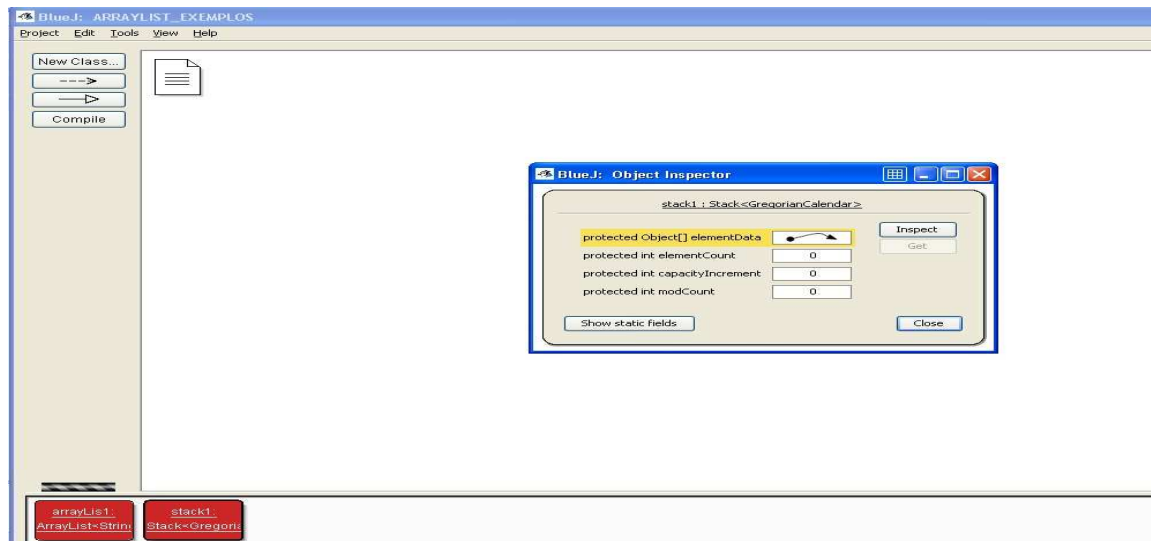 BlueJ: ARRAYLIST_EXEMPLOS
Project Edit Tools View Help
New Class...
Compile
BlueJ: Object Inspector
stack1 : Stack<GregorianCalendar>
protected Object[] elementData
Inspect
Get
protected int elementCount 0
protected int capacityIncrement 0
protected int modCount 0
Show static fields
Close
arrayLis1:
ArrayList<Strin
stack1:
Stack<Gregoria